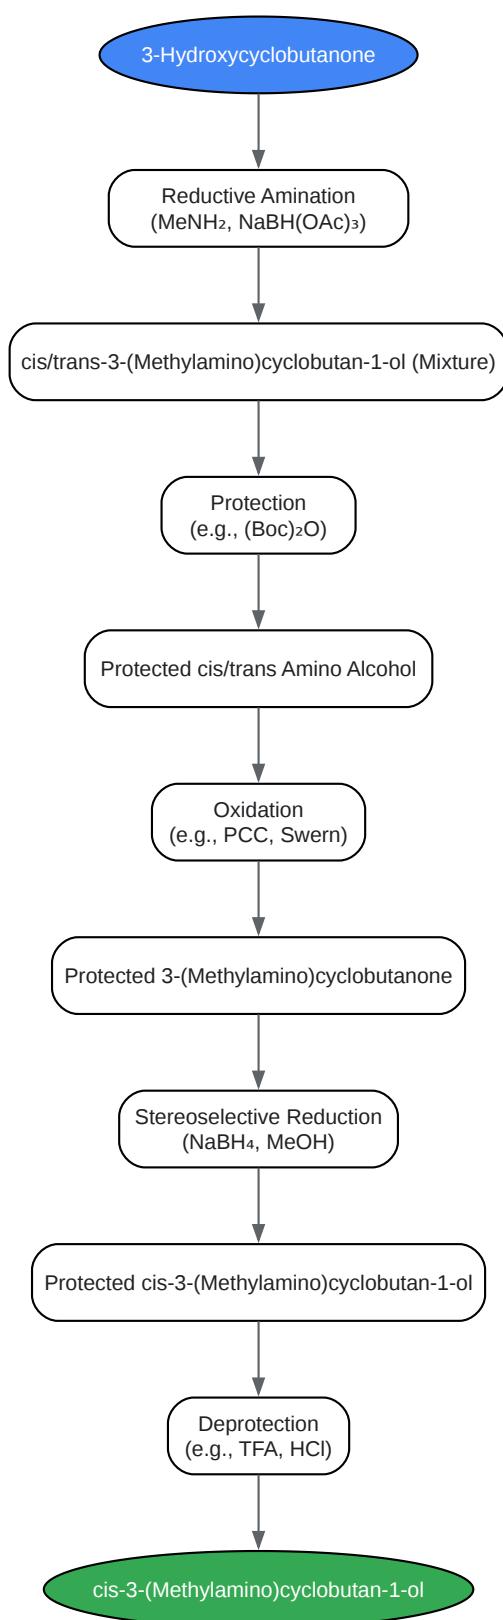 3-Hydroxycyclobutanone
Reductive Amination
(MeNH₂, NaBH(OAc)₃)
cis/trans-3-(Methylamino)cyclobutan-1-ol (Mixture)
Protection
(e.g., (Boc)₂O)
Protected cis/trans Amino Alcohol
Oxidation
(e.g., PCC, Swern)
Protected 3-(Methylamino)cyclobutanone
Stereoselective Reduction
(NaBH₄, MeOH)
Protected cis-3-(Methylamino)cyclobutan-1-ol
Deprotection
(e.g., TFA, HCl)
cis-3-(Methylamino)cyclobutan-1-ol